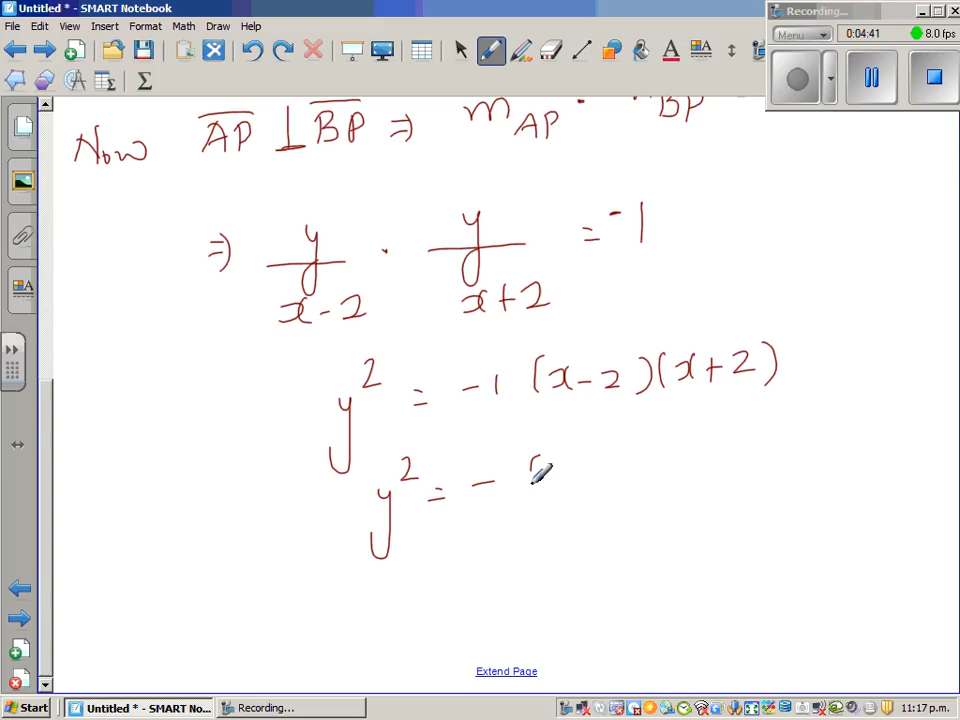 Untitled * - SMART Notebook
File Edit View Insert Format Math Draw Help
Recording...
Menu 00:04:41 8.0 fps
Now AP ⊥ BP ⇒ m AP · BP
⇒ y/(x-2) · y/(x+2) = -1
y² = -1 (x-2)(x+2)
y² = -
Extend Page
Start Untitled * - SMART No... Recording... 11:17 p.m.